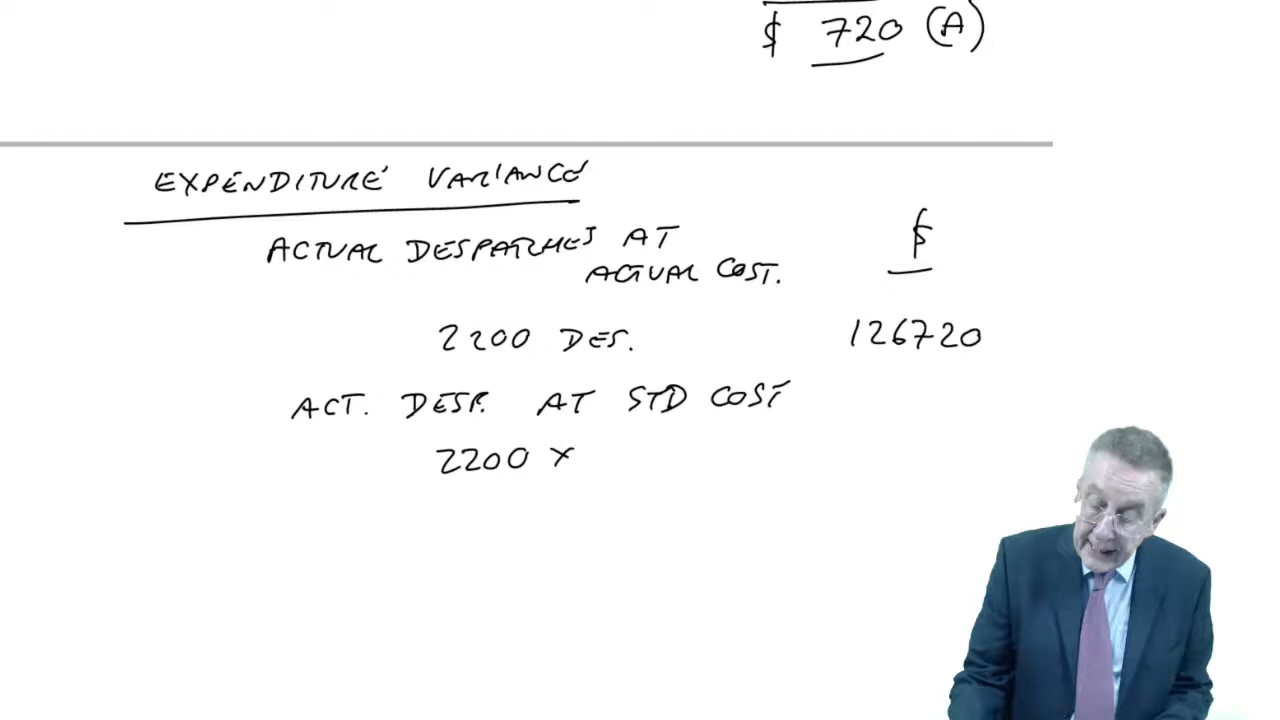 $ 720 (A)
EXPENDITURE VARIANCE
ACTUAL DESPATCHES AT
ACTUAL COST.
$
2200 DES. 126720
ACT. DESP. AT STD COST
2200 x